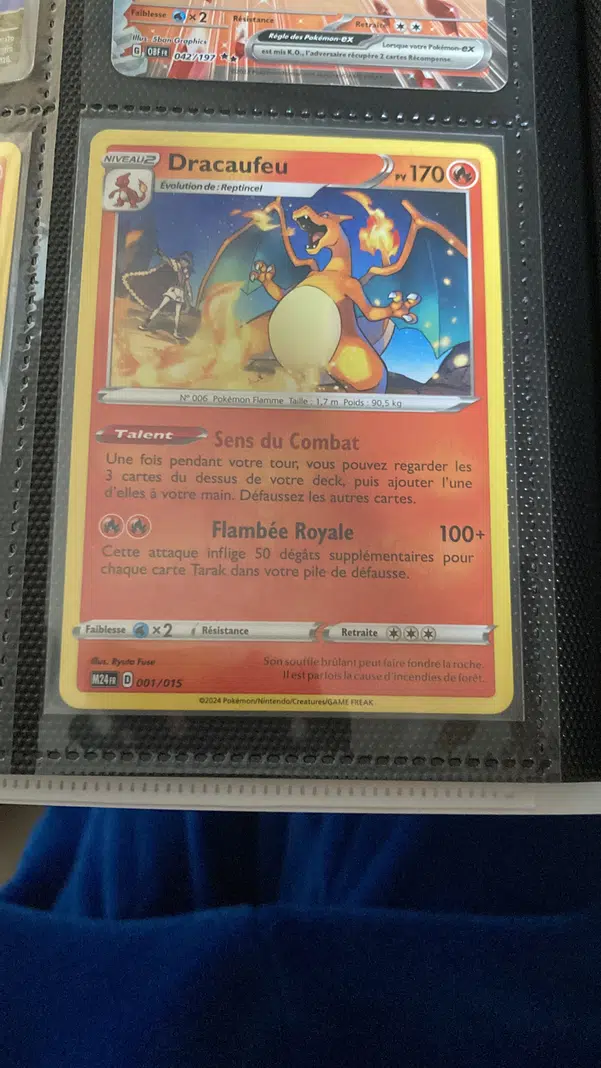 Faiblesse ×2 Résistance Retraite
Illus. 5ban Graphics
G OBF FR 042/197
Règle des Pokémon-ex Lorsque votre Pokémon-ex
est mis K.O., l'adversaire récupère 2 cartes Récompense.
NIVEAU 2 Dracaufeu PV 170
Évolution de : Reptincel
N° 006 Pokémon Flamme Taille : 1,7 m Poids : 90,5 kg
Talent Sens du Combat
Une fois pendant votre tour, vous pouvez regarder les
3 cartes du dessus de votre deck, puis ajouter l'une
d'elles à votre main. Défaussez les autres cartes.
Flambée Royale 100+
Cette attaque inflige 50 dégâts supplémentaires pour
chaque carte Tarak dans votre pile de défausse.
Faiblesse ×2 Résistance Retraite
Illus. Ryota Fuse
Son souffle brûlant peut faire fondre la roche.
Il est parfois la cause d'incendies de forêt.
M24 FR D 001/015
©2024 Pokémon/Nintendo/Creatures/GAME FREAK